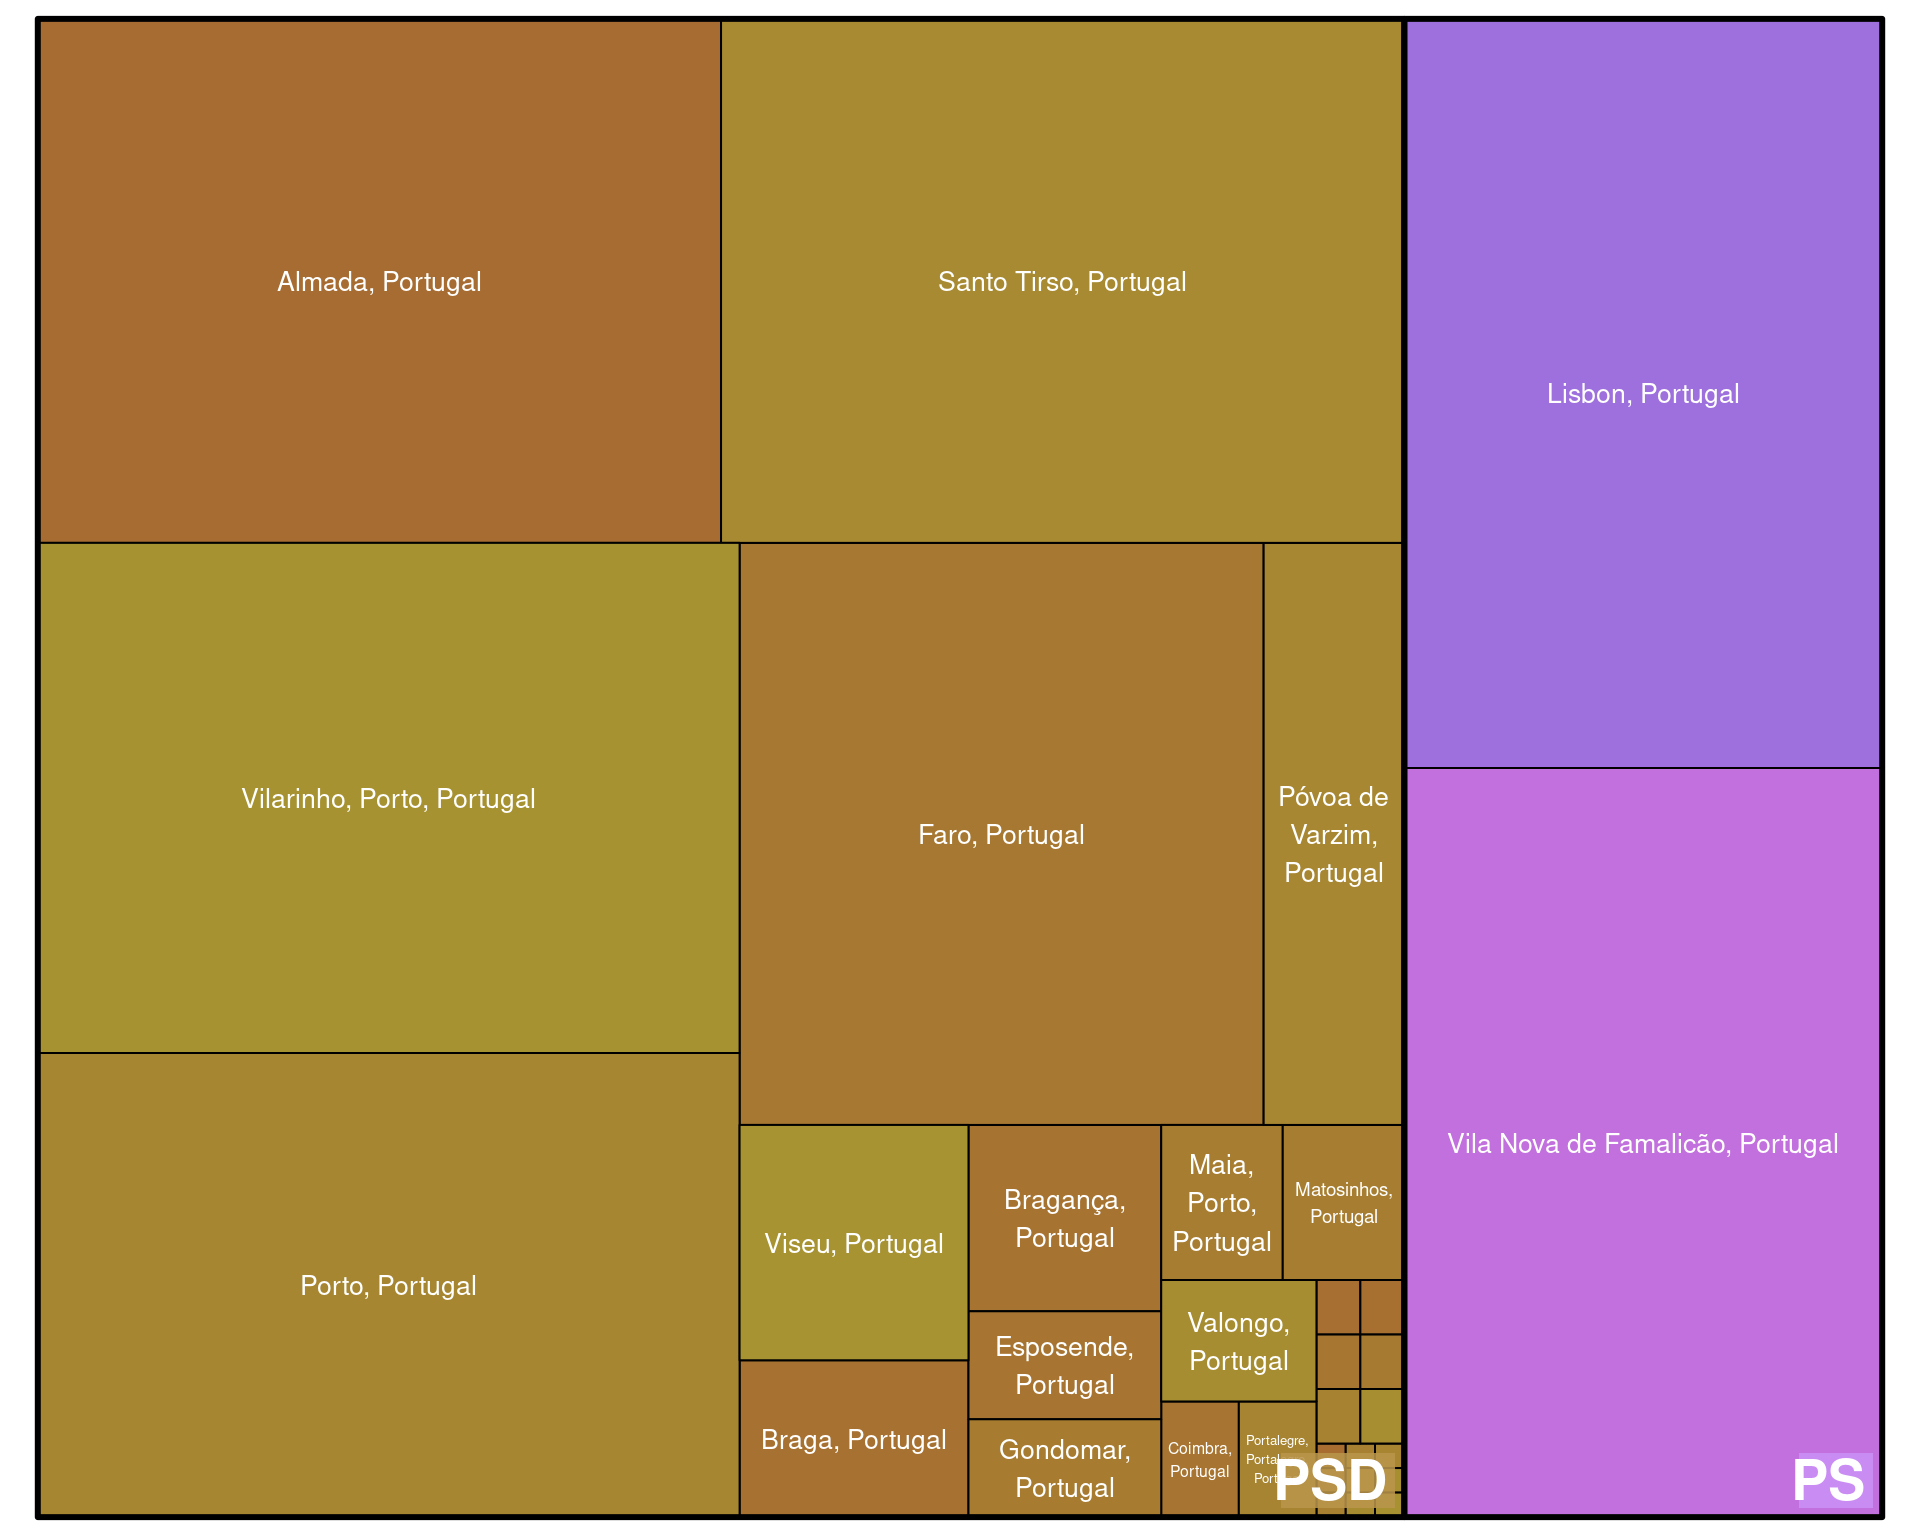 Almada, Portugal
Santo Tirso, Portugal
Lisbon, Portugal
Vilarinho, Porto, Portugal
Faro, Portugal
Póvoa de
Varzim,
Portugal
Vila Nova de Famalicão, Portugal
Porto, Portugal
Viseu, Portugal
Bragança,
Portugal
Maia,
Porto,
Portugal
Matosinhos,
Portugal
Esposende,
Portugal
Valongo,
Portugal
Braga, Portugal
Gondomar,
Portugal
Coimbra,
Portugal
Portalegre,
PSD
PS